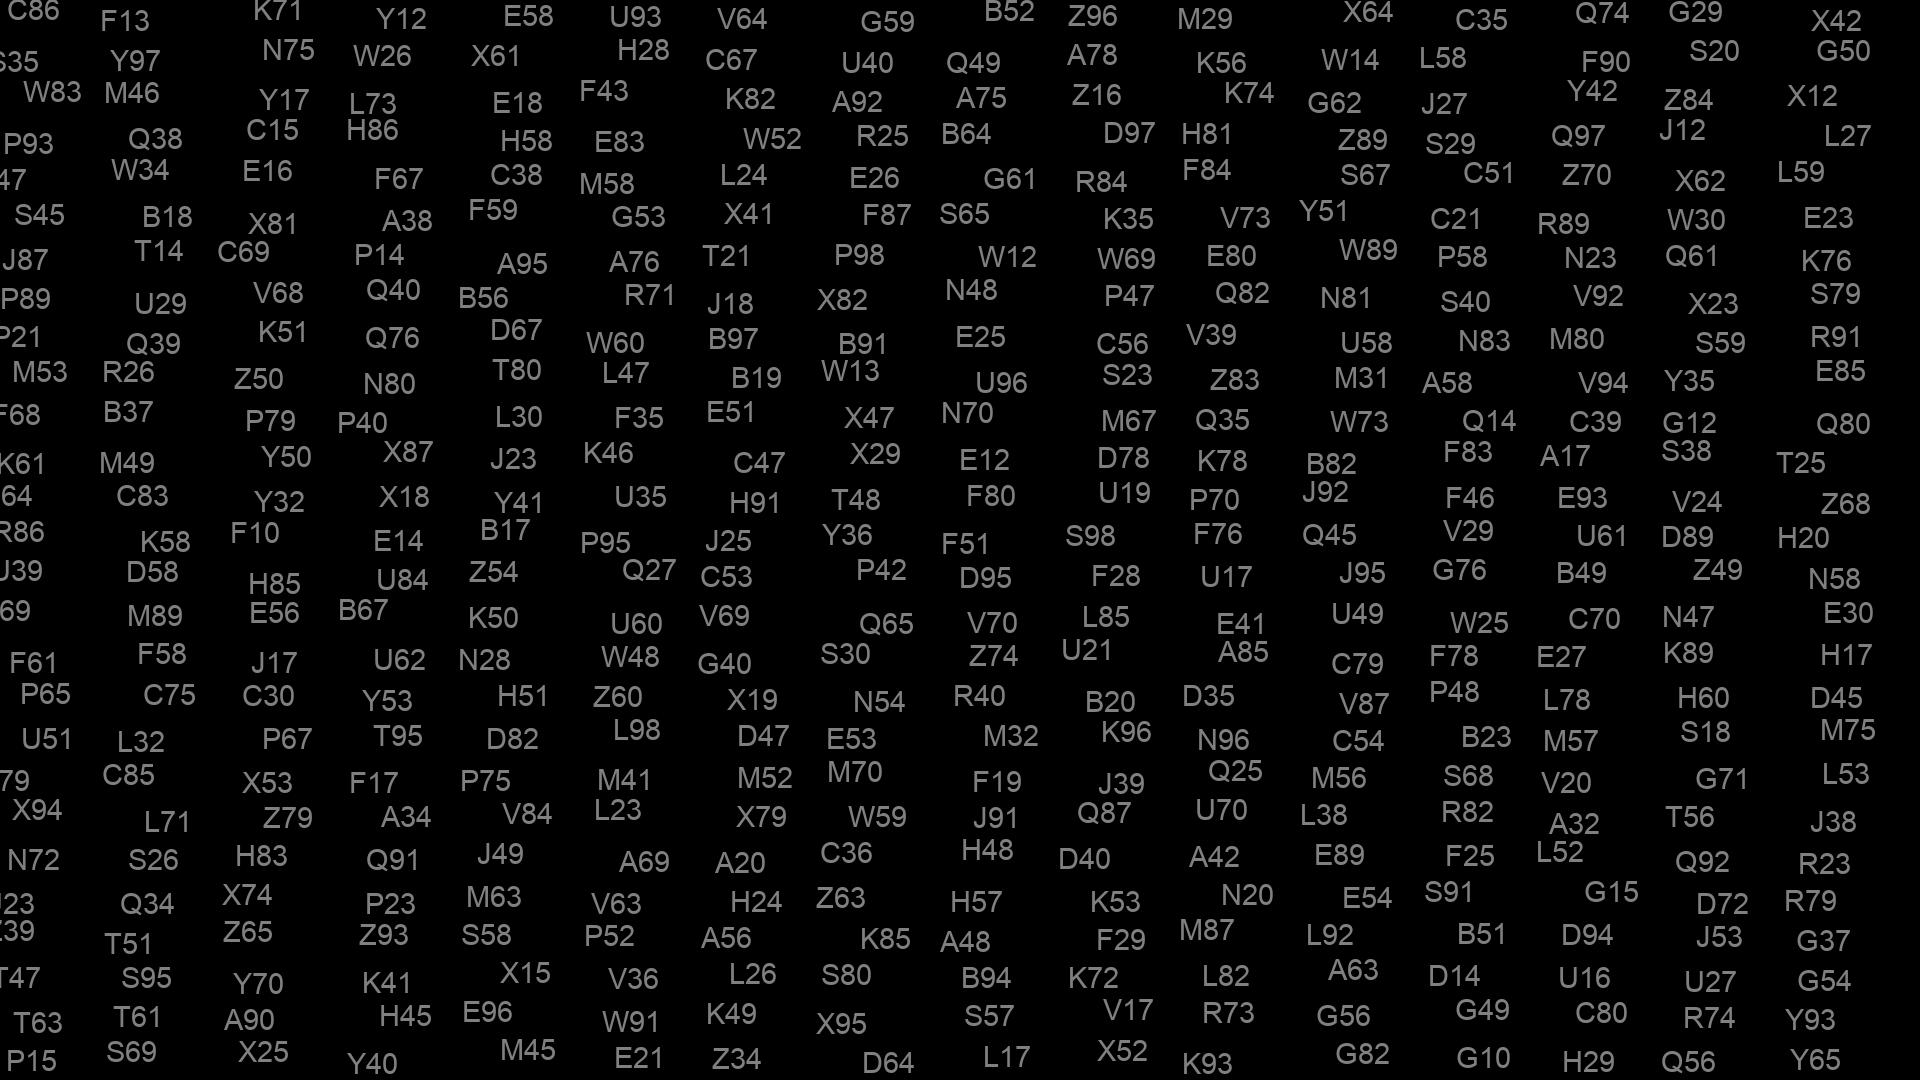 C86 F13 K71 Y12 E58 U93 V64 G59 B52 Z96 M29 X64 C35 Q74 G29 X42
S35 Y97 N75 W26 X61 H28 C67 U40 Q49 A78 K56 W14 L58 F90 S20 G50
W83 M46 Y17 L73 E18 F43 K82 A92 A75 Z16 K74 G62 J27 Y42 Z84 X12
P93 Q38 C15 H86 H58 E83 W52 R25 B64 D97 H81 Z89 S29 Q97 J12 L27
47 W34 E16 F67 C38 M58 L24 E26 G61 R84 F84 S67 C51 Z70 X62 L59
S45 B18 X81 A38 F59 G53 X41 F87 S65 K35 V73 Y51 C21 R89 W30 E23
J87 T14 C69 P14 A95 A76 T21 P98 W12 W69 E80 W89 P58 N23 Q61 K76
P89 U29 V68 Q40 B56 R71 J18 X82 N48 P47 Q82 N81 S40 V92 X23 S79
P21 Q39 K51 Q76 D67 W60 B97 B91 E25 C56 V39 U58 N83 M80 S59 R91
M53 R26 Z50 N80 T80 L47 B19 W13 U96 S23 Z83 M31 A58 V94 Y35 E85
F68 B37 P79 P40 L30 F35 E51 X47 N70 M67 Q35 W73 Q14 C39 G12 Q80
K61 M49 Y50 X87 J23 K46 C47 X29 E12 D78 K78 B82 F83 A17 S38 T25
64 C83 Y32 X18 Y41 U35 H91 T48 F80 U19 P70 J92 F46 E93 V24 Z68
R86 K58 F10 E14 B17 P95 J25 Y36 F51 S98 F76 Q45 V29 U61 D89 H20
U39 D58 H85 U84 Z54 Q27 C53 P42 D95 F28 U17 J95 G76 B49 Z49 N58
69 M89 E56 B67 K50 U60 V69 Q65 V70 L85 E41 U49 W25 C70 N47 E30
F61 F58 J17 U62 N28 W48 G40 S30 Z74 U21 A85 C79 F78 E27 K89 H17
P65 C75 C30 Y53 H51 Z60 X19 N54 R40 B20 D35 V87 P48 L78 H60 D45
U51 L32 P67 T95 D82 L98 D47 E53 M32 K96 N96 C54 B23 M57 S18 M75
79 C85 X53 F17 P75 M41 M52 M70 F19 J39 Q25 M56 S68 V20 G71 L53
X94 L71 Z79 A34 V84 L23 X79 W59 J91 Q87 U70 L38 R82 A32 T56 J38
N72 S26 H83 Q91 J49 A69 A20 C36 H48 D40 A42 E89 F25 L52 Q92 R23
23 Q34 X74 P23 M63 V63 H24 Z63 H57 K53 N20 E54 S91 G15 D72 R79
Z39 T51 Z65 Z93 S58 P52 A56 K85 A48 F29 M87 L92 B51 D94 J53 G37
T47 S95 Y70 K41 X15 V36 L26 S80 B94 K72 L82 A63 D14 U16 U27 G54
T63 T61 A90 H45 E96 W91 K49 X95 S57 V17 R73 G56 G49 C80 R74 Y93
P15 S69 X25 Y40 M45 E21 Z34 D64 L17 X52 K93 G82 G10 H29 Q56 Y65